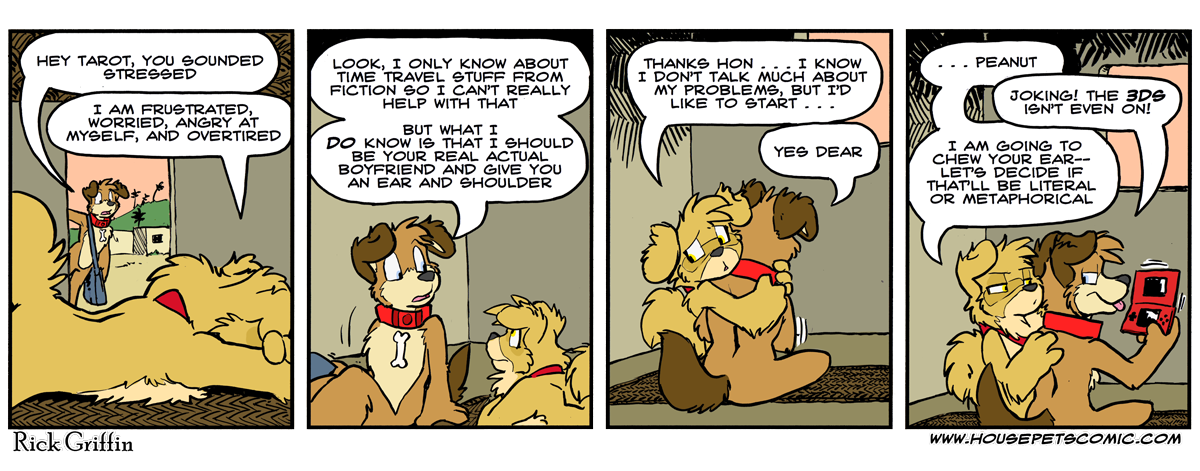 HEY TAROT, YOU SOUNDED
STRESSED
I AM FRUSTRATED,
WORRIED, ANGRY AT
MYSELF, AND OVERTIRED
LOOK, I ONLY KNOW ABOUT
TIME TRAVEL STUFF FROM
FICTION SO I CAN'T REALLY
HELP WITH THAT
BUT WHAT I
DO KNOW IS THAT I SHOULD
BE YOUR REAL ACTUAL
BOYFRIEND AND GIVE YOU
AN EAR AND SHOULDER
THANKS HON . . . I KNOW
I DON'T TALK MUCH ABOUT
MY PROBLEMS, BUT I'D
LIKE TO START . . .
YES DEAR
. . . PEANUT
JOKING! THE 3DS
ISN'T EVEN ON!
I AM GOING TO
CHEW YOUR EAR--
LET'S DECIDE IF
THAT'LL BE LITERAL
OR METAPHORICAL
Rick Griffin
WWW.HOUSEPETSCOMIC.COM